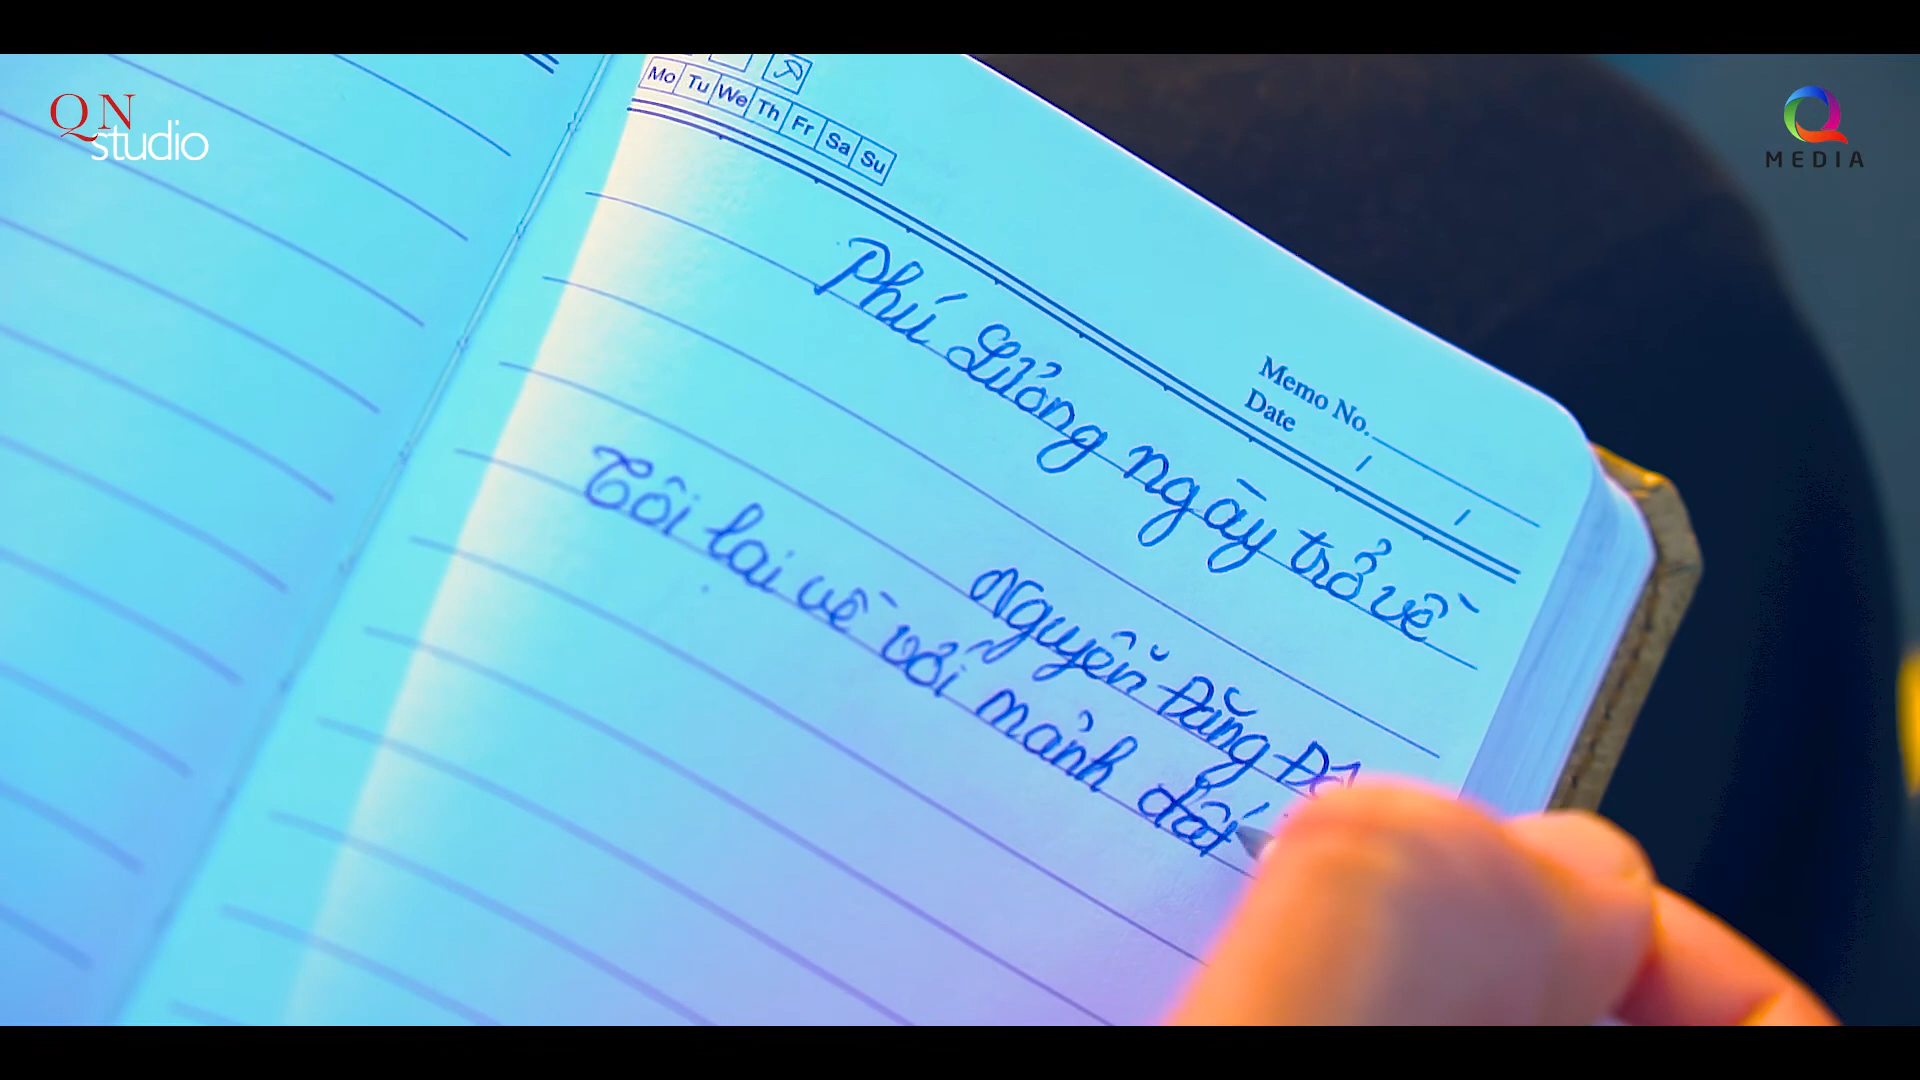 QN
studio
Q
MEDIA
Mo Tu We Th Fr Sa Su
Memo No.
Date / /
Phú Lương ngày trở về
Nguyễn Đăng
Tôi lại về với mảnh đất